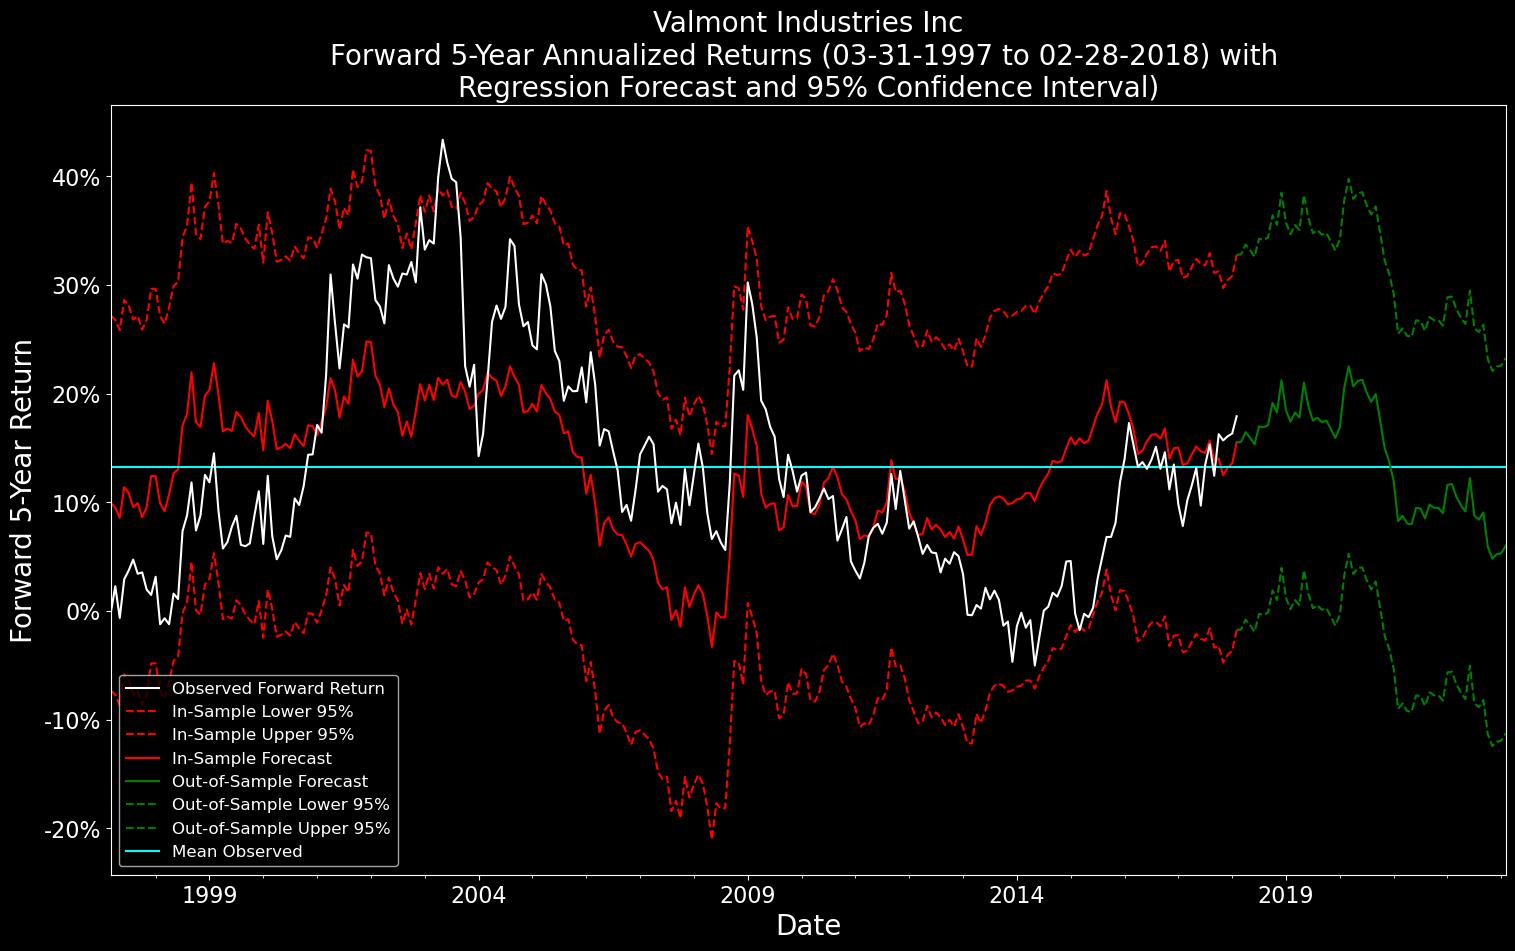 Valmont Industries Inc
Forward 5-Year Annualized Returns (03-31-1997 to 02-28-2018) with
Regression Forecast and 95% Confidence Interval)
Forward 5-Year Return
40%
30%
20%
10%
0%
-10%
-20%
Observed Forward Return
In-Sample Lower 95%
In-Sample Upper 95%
In-Sample Forecast
Out-of-Sample Forecast
Out-of-Sample Lower 95%
Out-of-Sample Upper 95%
Mean Observed
1999
2004
2009
2014
2019
Date